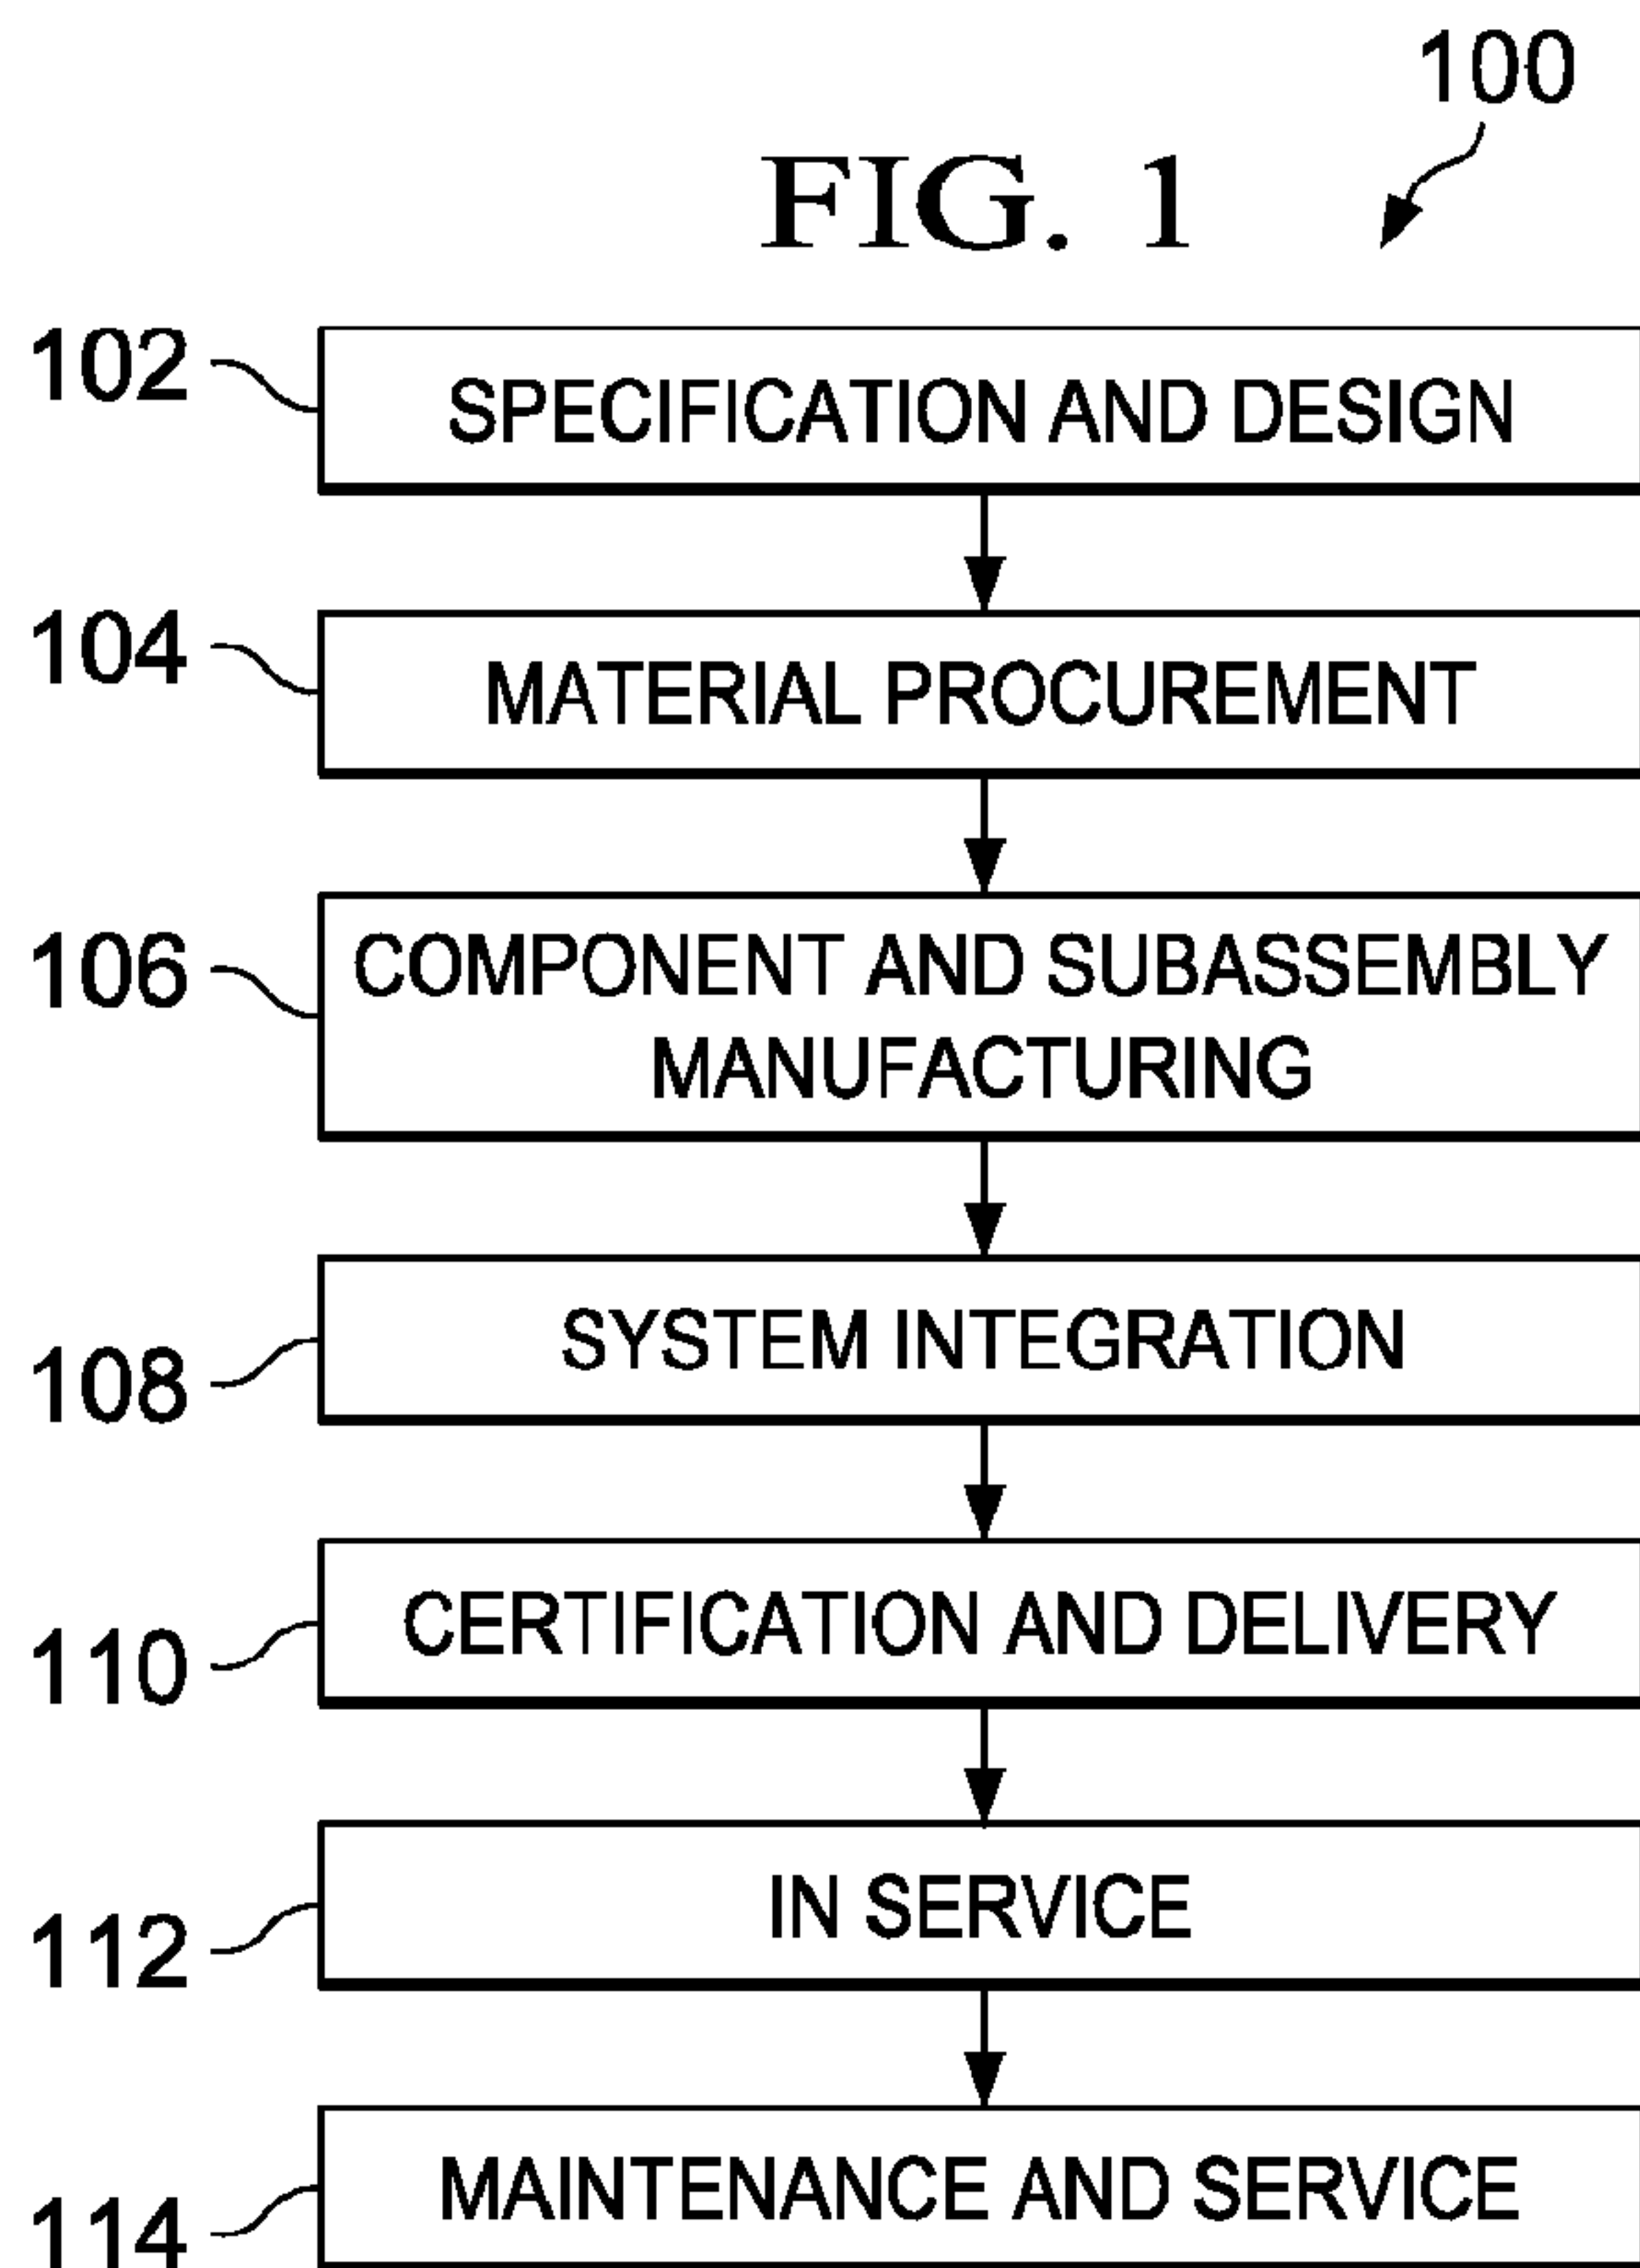 100
FIG. 1
102
SPECIFICATION AND DESIGN
104
MATERIAL PROCUREMENT
106
COMPONENT AND SUBASSEMBLY
MANUFACTURING
108
SYSTEM INTEGRATION
110
CERTIFICATION AND DELIVERY
112
IN SERVICE
114
MAINTENANCE AND SERVICE